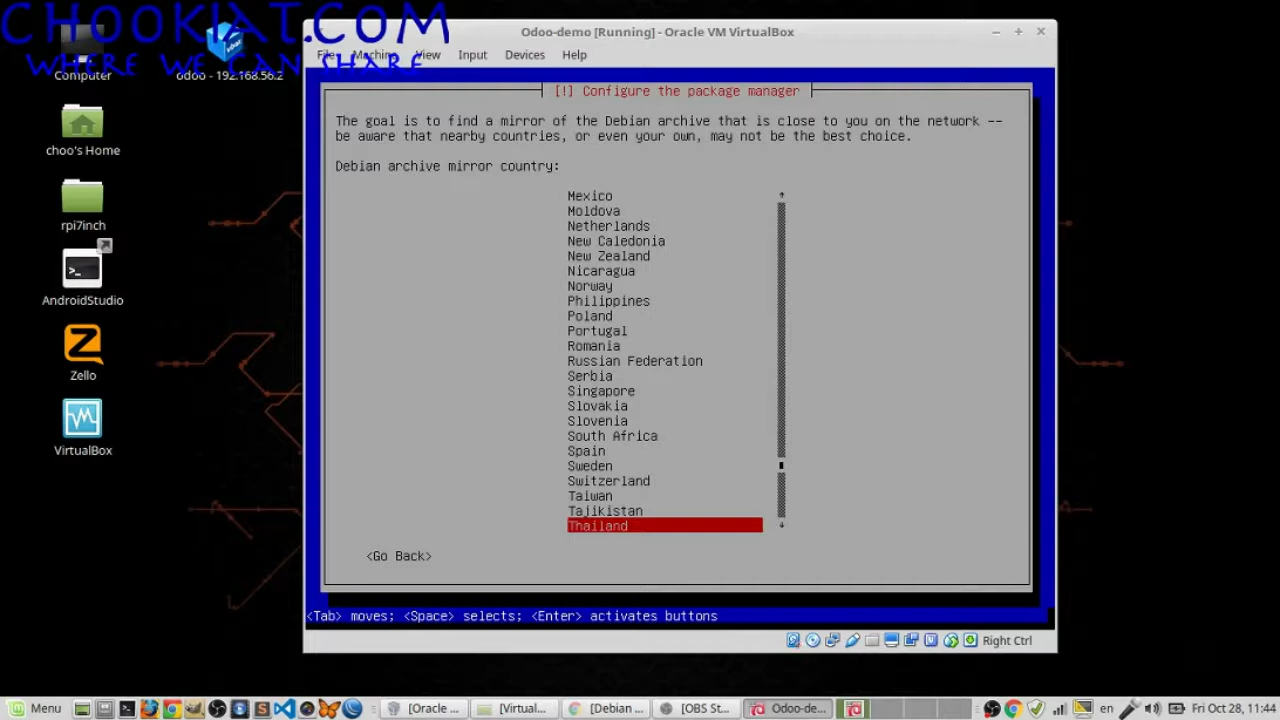 CHOOKIAT.COM
WHERE WE CAN SHARE
Computer
odoo - 192.168.56.2
choo's Home
rpi7inch
AndroidStudio
Zello
VirtualBox
Odoo-demo [Running] - Oracle VM VirtualBox
File Machine View Input Devices Help
[!] Configure the package manager
The goal is to find a mirror of the Debian archive that is close to you on the network --
be aware that nearby countries, or even your own, may not be the best choice.
Debian archive mirror country:
Mexico
Moldova
Netherlands
New Caledonia
New Zealand
Nicaragua
Norway
Philippines
Poland
Portugal
Romania
Russian Federation
Serbia
Singapore
Slovakia
Slovenia
South Africa
Spain
Sweden
Switzerland
Taiwan
Tajikistan
Thailand
<Go Back>
<Tab> moves; <Space> selects; <Enter> activates buttons
Right Ctrl
Menu [Oracle ... [Virtual... [Debian ... [OBS St... Odoo-de... en Fri Oct 28, 11:44